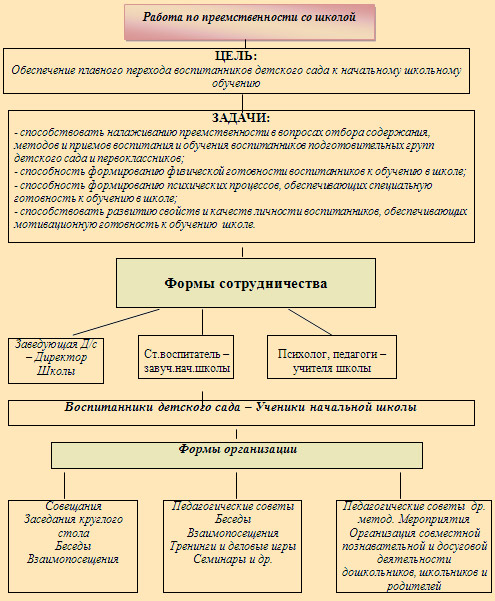 Работа по преемственности со школой
ЦЕЛЬ:
Обеспечение плавного перехода воспитанников детского сада к начальному школьному
обучению
ЗАДАЧИ:
- способствовать налаживанию преемственности в вопросах отбора содержания,
методов и приемов воспитания и обучения воспитанников подготовительных групп
детского сада и первоклассников;
- способность формированию физической готовности воспитанников к обучению в школе;
- способность формированию психических процессов, обеспечивающих специальную
готовность к обучению в школе;
- способствовать развитию свойств и качеств личности воспитанников, обеспечивающих
мотивационную готовность к обучению школе.
Формы сотрудничества
Заведующая Д/с
– Директор
Школы
Ст.воспитатель –
завуч.нач.школы
Психолог, педагоги –
учителя школы
Воспитанники детского сада – Ученики начальной школы
Формы организации
Совещания
Заседания круглого
стола
Беседы
Взаимопосещения
Педагогические советы
Беседы
Взаимопосещения
Тренинги и деловые игры
Семинары и др.
Педагогические советы др.
метод. Мероприятия
Организация совместной
познавательной и досуговой
деятельности
дошкольников, школьников и
родителей